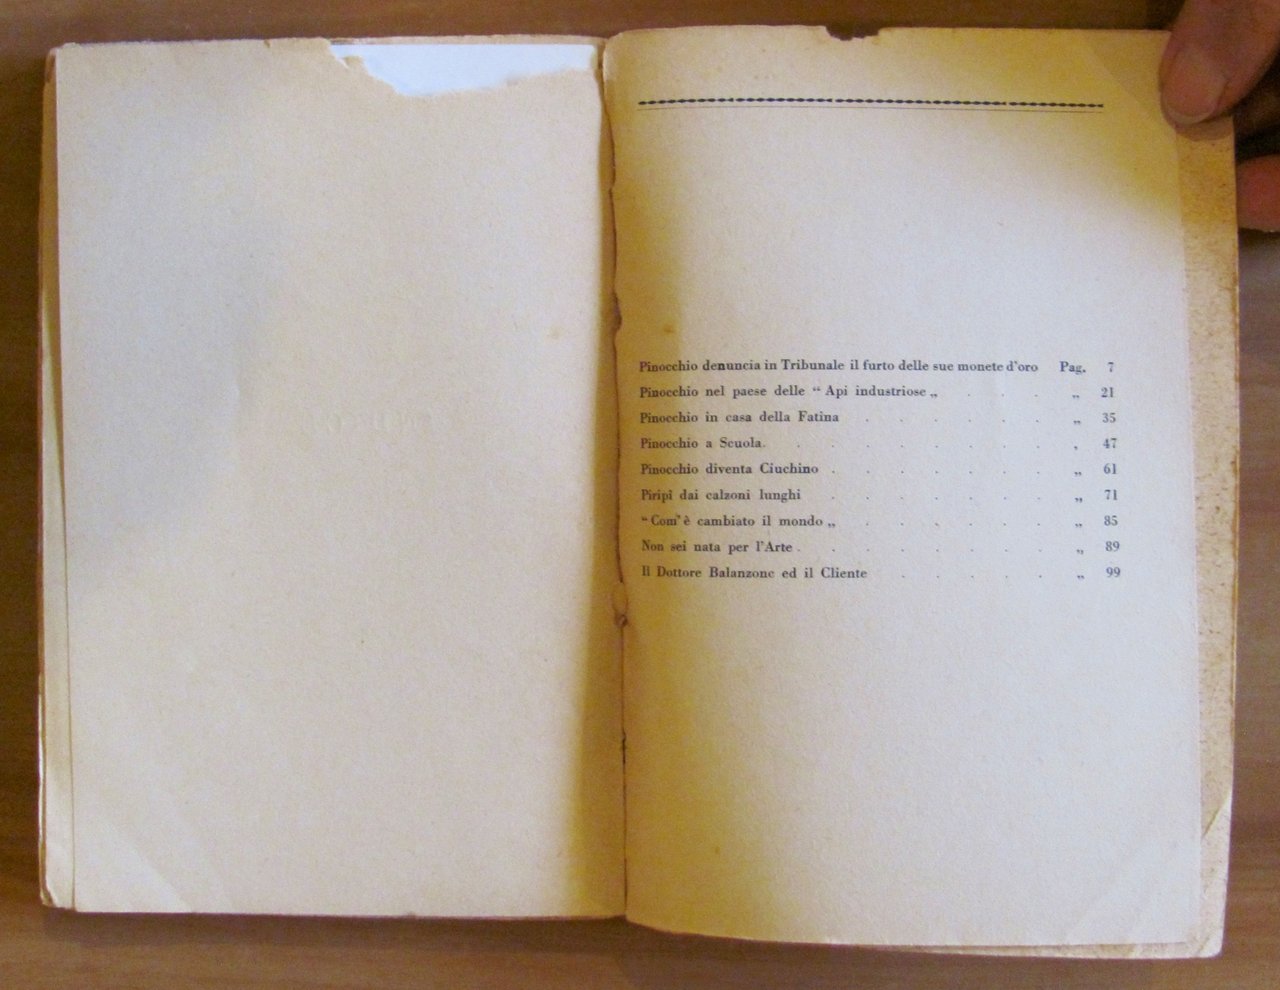 Pinocchio denuncia in Tribunale il furto delle sue monete d'oro Pag. 7
Pinocchio nel paese delle “ Api industriose „ . . . „ 21
Pinocchio in casa della Fatina . . . . . . „ 35
Pinocchio a Scuola. . . . . . . . . „ 47
Pinocchio diventa Ciuchino . . . . . . . „ 61
Piripì dai calzoni lunghi . . . . . . . „ 71
“ Com'è cambiato il mondo „ . . . . . . „ 85
Non sei nata per l'Arte . . . . . . . . „ 89
Il Dottore Balanzone ed il Cliente . . . . . „ 99